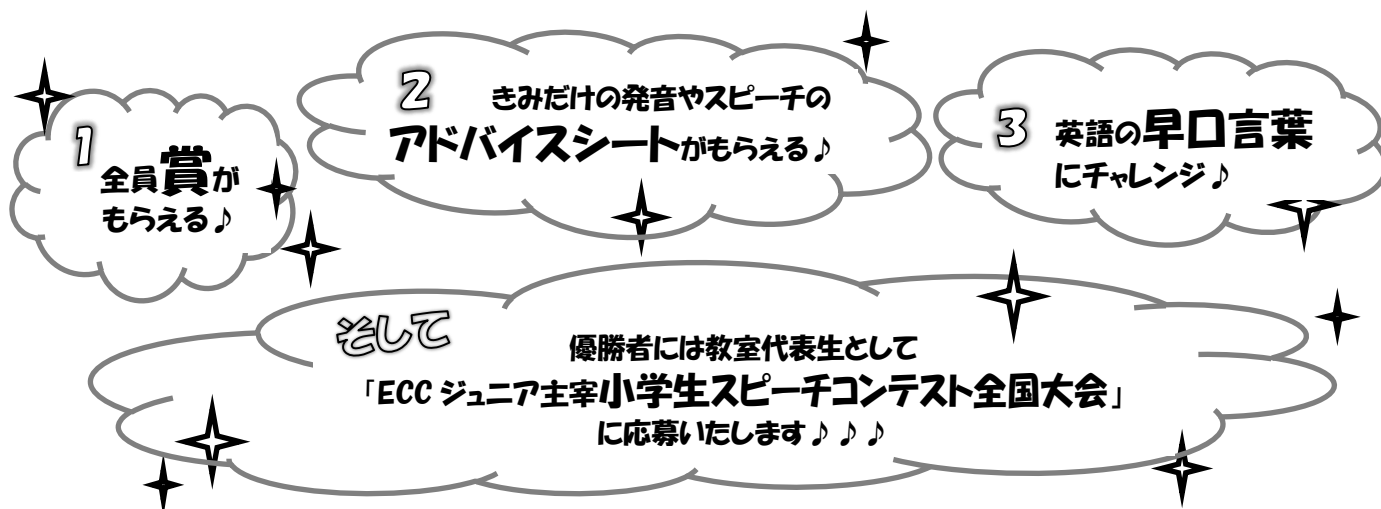 1
全員賞が
もらえる♪
2 きみだけの発音やスピーチの
アドバイスシートがもらえる♪
3 英語の早口言葉
にチャレンジ♪
そして
優勝者には教室代表生として
「ECC ジュニア主宰小学生スピーチコンテスト全国大会」
に応募いたします♪♪♪